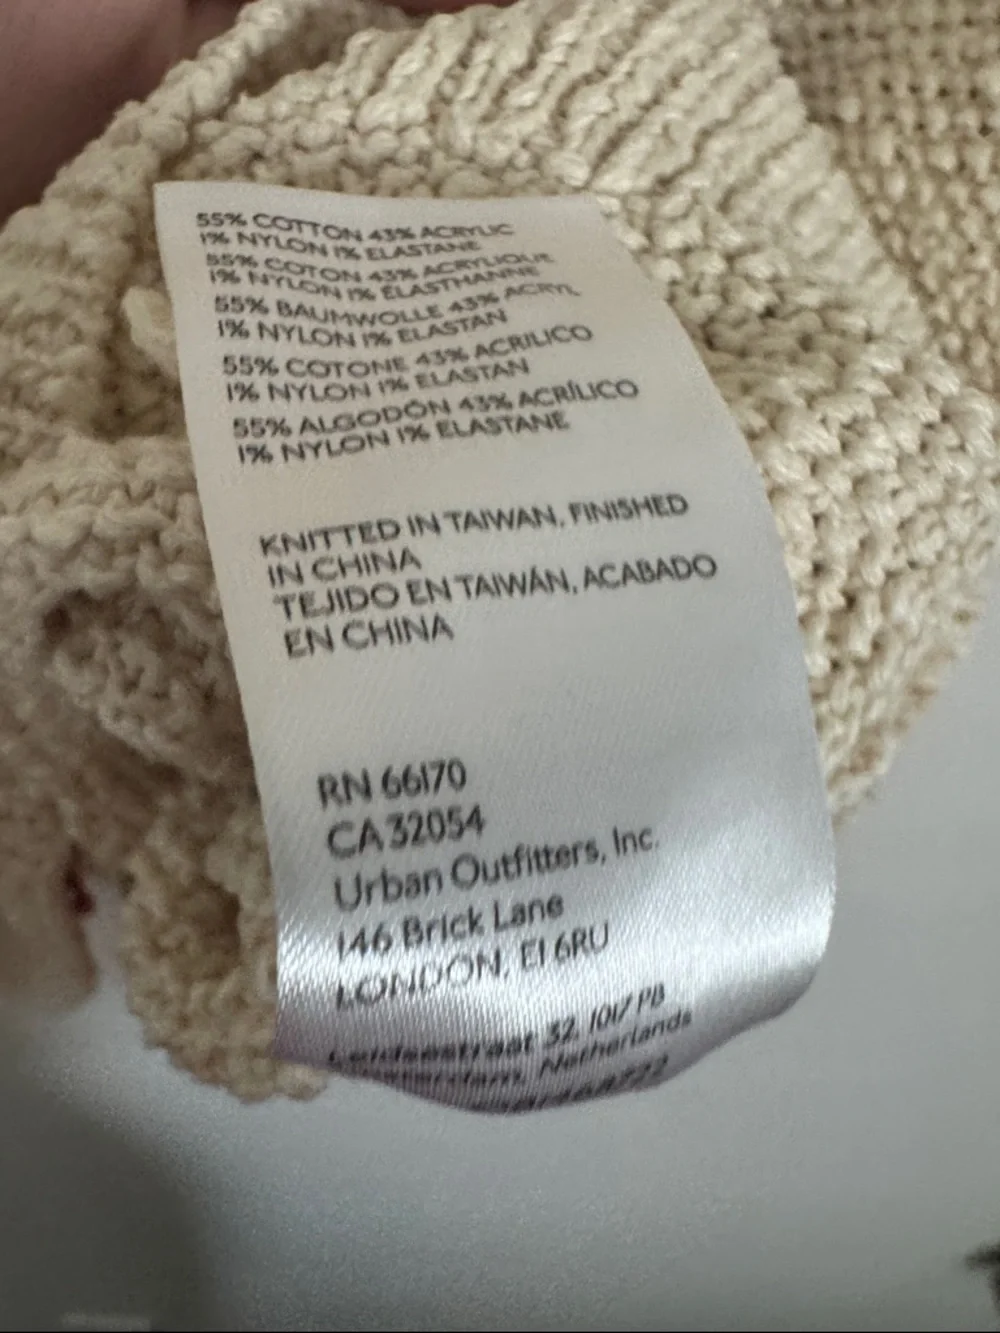 55% COTTON 43% ACRYLIC
1% NYLON 1% ELASTANE
55% COTON 43% ACRYLIQUE
1% NYLON 1% ELASTHANNE
55% BAUMWOLLE 43% ACRYL
1% NYLON 1% ELASTAN
55% COTONE 43% ACRILICO
1% NYLON 1% ELASTAN
55% ALGODÓN 43% ACRÍLICO
1% NYLON 1% ELASTANE
KNITTED IN TAIWAN, FINISHED
IN CHINA
TEJIDO EN TAIWÁN, ACABADO
EN CHINA
RN 66170
CA 32054
Urban Outfitters, Inc.
146 Brick Lane
LONDON, E1 6RU
Leidsestraat 32, 1017 PB
Netherlands